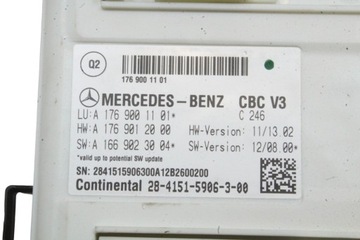 Q2
176 900 11 01
MERCEDES-BENZ CBC V3
LU:A 176 900 11 01* C 246
HW:A 176 901 20 00 HW-Version: 11/13.02
SW:A 166 902 30 04* SW-Version: 12/08.00*
*valid up to potential SW update
SN: 2841515906300A12B2600200
Continental 28-4151-5906-3-00